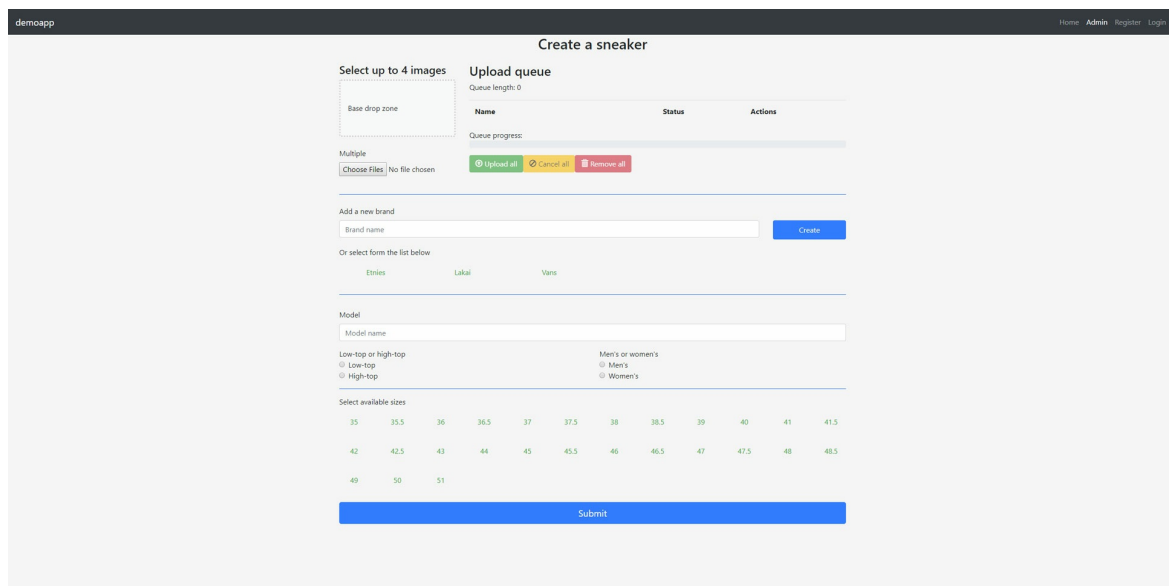 demoapp
Home Admin Register Login
Create a sneaker
Select up to 4 images
Base drop zone
Multiple
Choose Files No file chosen
Upload queue
Queue length: 0
Name Status Actions
Queue progress:
Upload all Cancel all Remove all
Add a new brand
Brand name Create
Or select form the list below
Etnies Lakai Vans
Model
Model name
Low-top or high-top
Low-top
High-top
Men's or women's
Men's
Women's
Select available sizes
35 35.5 36 36.5 37 37.5 38 38.5 39 40 41 41.5
42 42.5 43 44 45 45.5 46 46.5 47 47.5 48 48.5
49 50 51
Submit